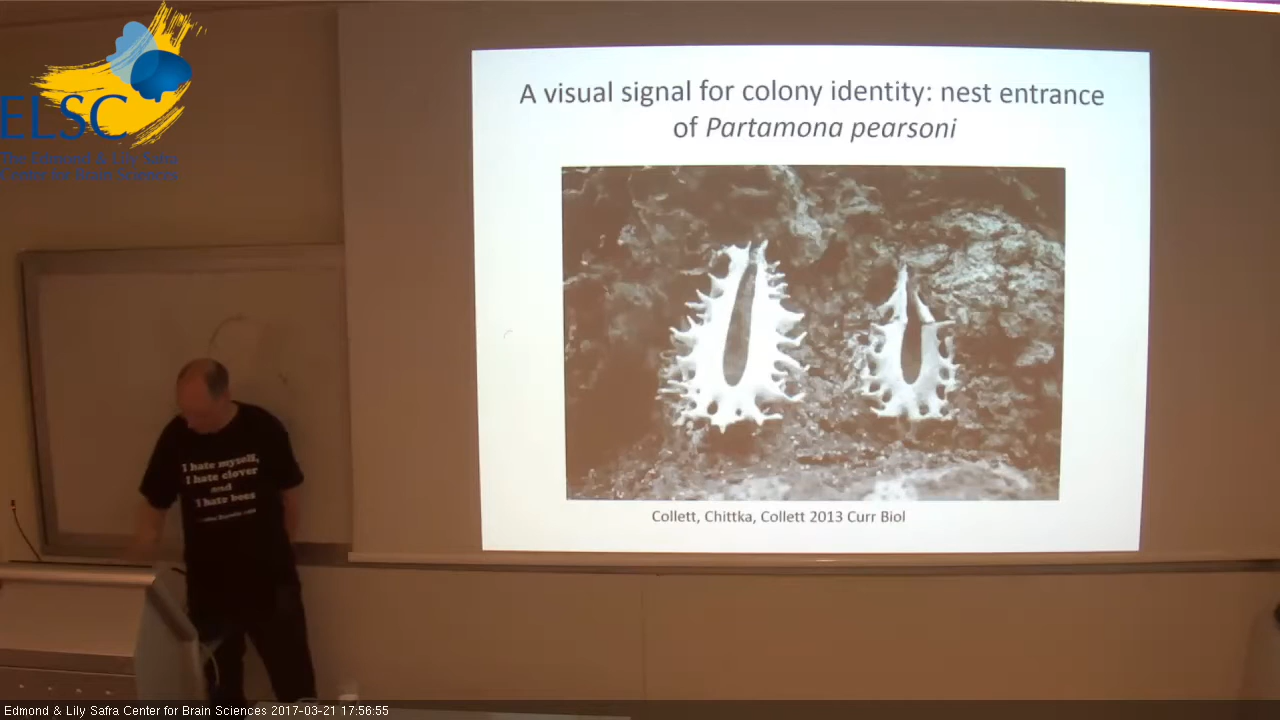 ELSC
The Edmond & Lily Safra
Center for Brain Sciences
A visual signal for colony identity: nest entrance
of Partamona pearsoni
I hate myself,
I hate clover
and
I hate bees
Collett, Chittka, Collett 2013 Curr Biol
Edmond & Lily Safra Center for Brain Sciences 2017-03-21 17:56:55